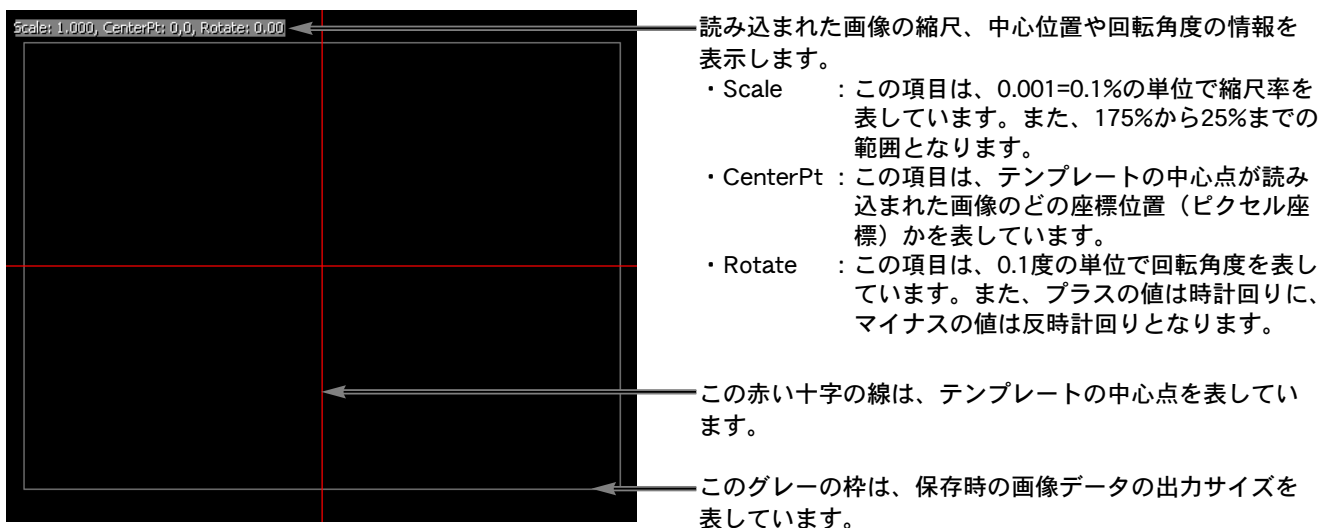 Scale: 1.000, CenterPt: 0,0, Rotate: 0.00
読み込まれた画像の縮尺、中心位置や回転角度の情報を
表示します。
・Scale ：この項目は、0.001=0.1%の単位で縮尺率を
表しています。また、175%から25%までの
範囲となります。
・CenterPt ：この項目は、テンプレートの中心点が読み
込まれた画像のどの座標位置（ピクセル座
標）かを表しています。
・Rotate ：この項目は、0.1度の単位で回転角度を表し
ています。また、プラスの値は時計回りに、
マイナスの値は反時計回りとなります。
この赤い十字の線は、テンプレートの中心点を表してい
ます。
このグレーの枠は、保存時の画像データの出力サイズを
表しています。